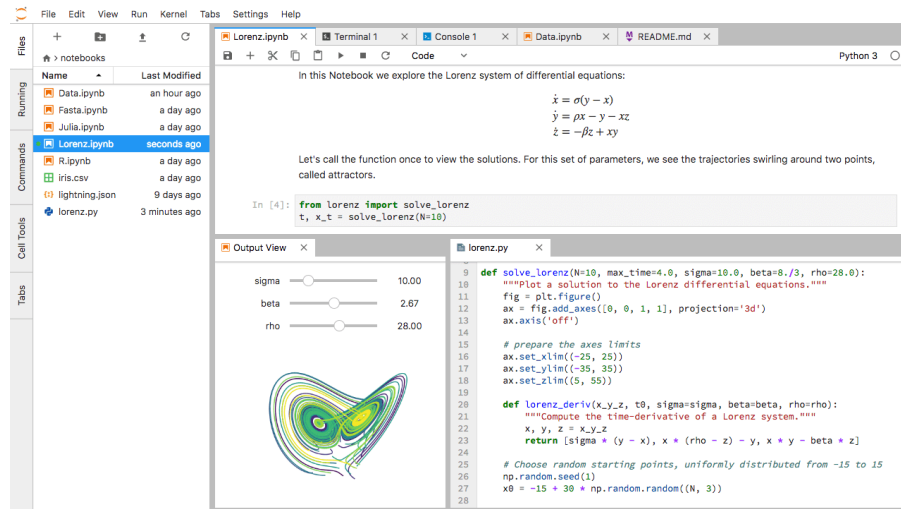 File Edit View Run Kernel Tabs Settings Help
Files
Running
Commands
Cell Tools
Tabs
> notebooks
Name Last Modified
Data.ipynb an hour ago
Fasta.ipynb a day ago
Julia.ipynb a day ago
Lorenz.ipynb seconds ago
R.ipynb a day ago
iris.csv a day ago
lightning.json 9 days ago
lorenz.py 3 minutes ago
Lorenz.ipynb Terminal 1 Console 1 Data.ipynb README.md
Code Python 3
In this Notebook we explore the Lorenz system of differential equations:
ẋ = σ(y − x)
ẏ = ρx − y − xz
ż = −βz + xy
Let's call the function once to view the solutions. For this set of parameters, we see the trajectories swirling around two points,
called attractors.
In [4]: from lorenz import solve_lorenz
t, x_t = solve_lorenz(N=10)
Output View
sigma 10.00
beta 2.67
rho 28.00
lorenz.py
9 def solve_lorenz(N=10, max_time=4.0, sigma=10.0, beta=8./3, rho=28.0):
10 """Plot a solution to the Lorenz differential equations."""
11 fig = plt.figure()
12 ax = fig.add_axes([0, 0, 1, 1], projection='3d')
13 ax.axis('off')
14
15 # prepare the axes limits
16 ax.set_xlim((-25, 25))
17 ax.set_ylim((-35, 35))
18 ax.set_zlim((5, 55))
19
20 def lorenz_deriv(x_y_z, t0, sigma=sigma, beta=beta, rho=rho):
21 """Compute the time-derivative of a Lorenz system."""
22 x, y, z = x_y_z
23 return [sigma * (y - x), x * (rho - z) - y, x * y - beta * z]
24
25 # Choose random starting points, uniformly distributed from -15 to 15
26 np.random.seed(1)
27 x0 = -15 + 30 * np.random.random((N, 3))
28